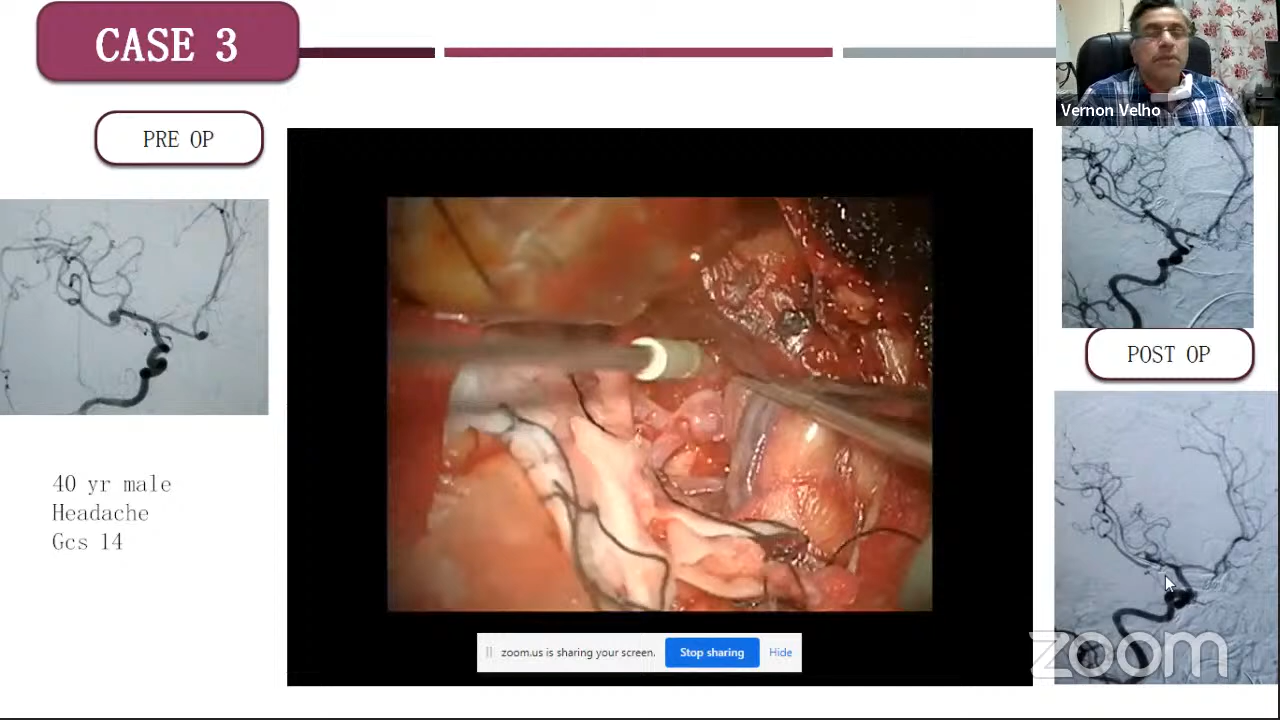 CASE 3
Vernon Velho
PRE OP
POST OP
40 yr male
Headache
Gcs 14
zoom.us is sharing your screen.
Stop sharing
Hide
zoom